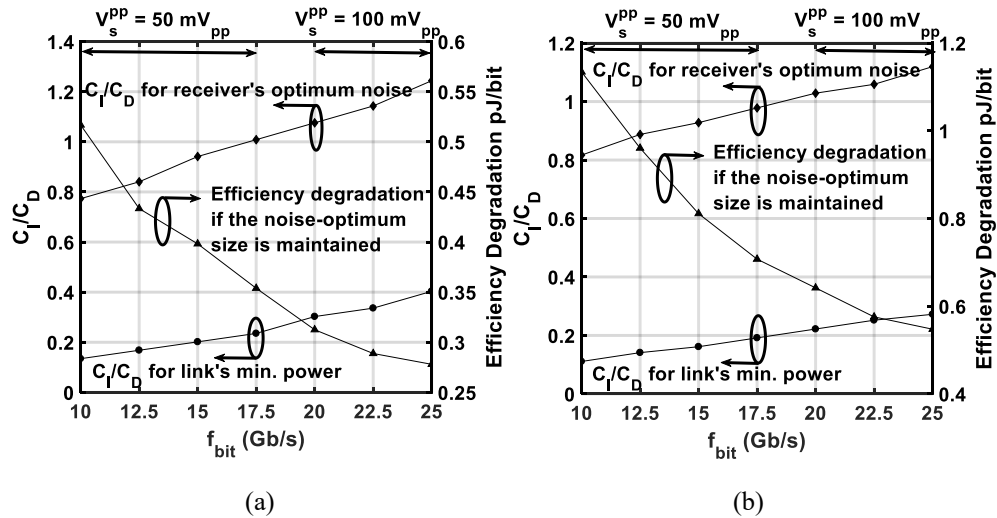 V_s^pp = 50 mV_pp
V_s^pp = 100 mV_pp
1.4
1.2
1
0.8
0.6
0.4
0.2
0
C_I/C_D
0.6
0.55
0.5
0.45
0.4
0.35
0.3
0.25
Efficiency Degradation pJ/bit
C_I/C_D for receiver's optimum noise
Efficiency degradation
if the noise-optimum
size is maintained
C_I/C_D for link's min. power
10
12.5
15
17.5
20
22.5
25
f_bit (Gb/s)
(a)
V_s^pp = 50 mV_pp
V_s^pp = 100 mV_pp
1.2
1
0.8
0.6
0.4
0.2
0
C_I/C_D
1.2
1
0.8
0.6
0.4
Efficiency Degradation pJ/bit
C_I/C_D for receiver's optimum noise
Efficiency degradation
if the noise-optimum
size is maintained
C_I/C_D for link's min. power
10
12.5
15
17.5
20
22.5
25
f_bit (Gb/s)
(b)